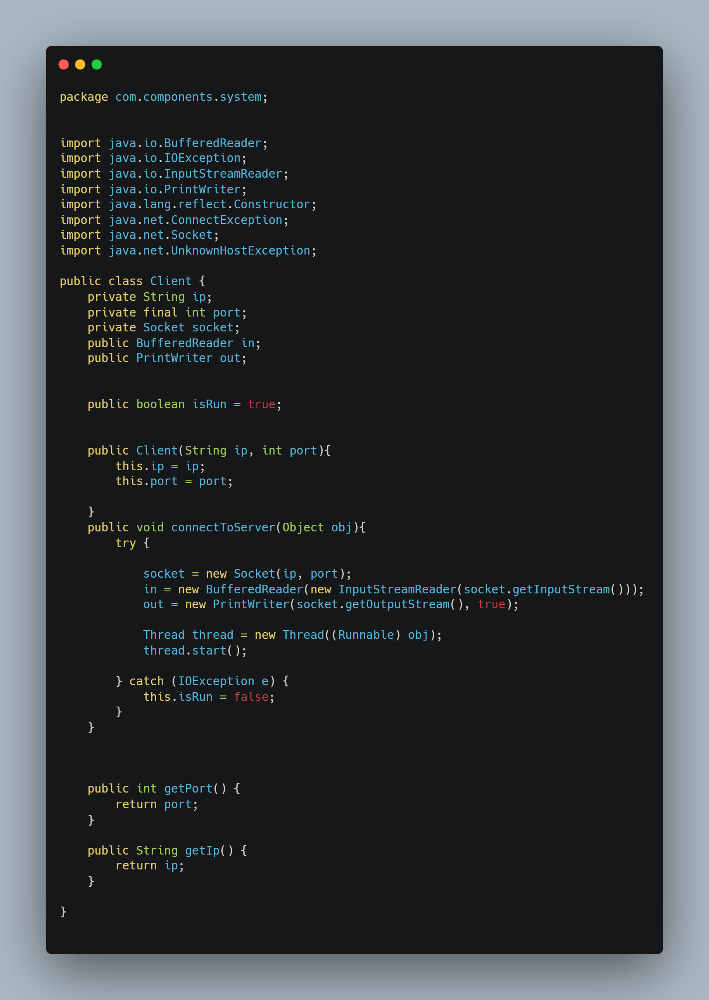 package com.components.system;
import java.io.BufferedReader;
import java.io.IOException;
import java.io.InputStreamReader;
import java.io.PrintWriter;
import java.lang.reflect.Constructor;
import java.net.ConnectException;
import java.net.Socket;
import java.net.UnknownHostException;
public class Client {
    private String ip;
    private final int port;
    private Socket socket;
    public BufferedReader in;
    public PrintWriter out;
    public boolean isRun = true;
    public Client(String ip, int port){
        this.ip = ip;
        this.port = port;
    }
    public void connectToServer(Object obj){
        try {
            socket = new Socket(ip, port);
            in = new BufferedReader(new InputStreamReader(socket.getInputStream()));
            out = new PrintWriter(socket.getOutputStream(), true);
            Thread thread = new Thread((Runnable) obj);
            thread.start();
        } catch (IOException e) {
            this.isRun = false;
        }
    }
    public int getPort() {
        return port;
    }
    public String getIp() {
        return ip;
    }
}